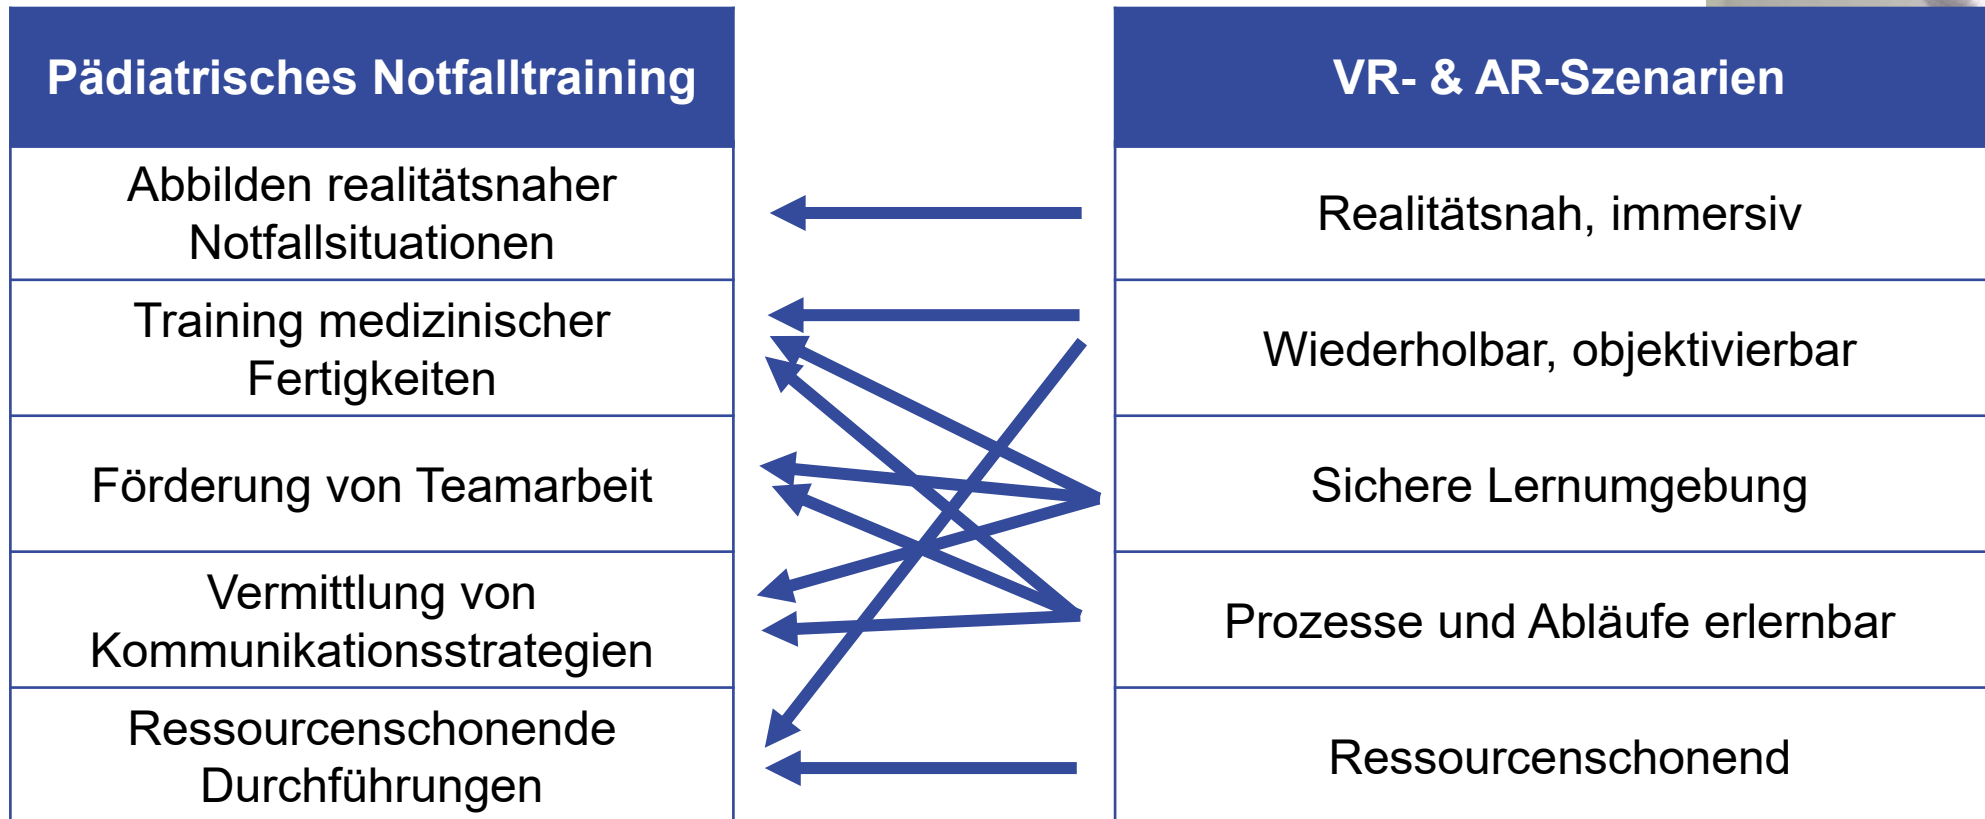 Pädiatrisches Notfalltraining
VR- & AR-Szenarien
Abbilden realitätsnaher
Notfallsituationen
Realitätsnah, immersiv
Training medizinischer
Fertigkeiten
Wiederholbar, objektivierbar
Förderung von Teamarbeit
Sichere Lernumgebung
Vermittlung von
Kommunikationsstrategien
Prozesse und Abläufe erlernbar
Ressourcenschonende
Durchführungen
Ressourcenschonend